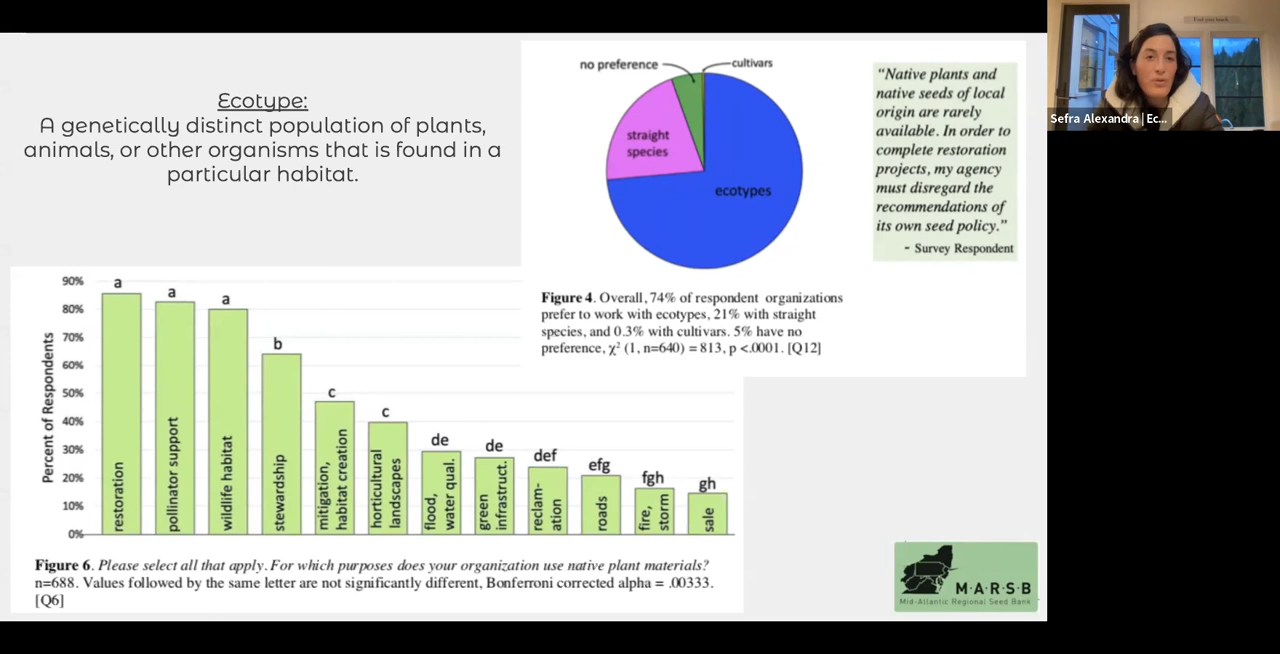 Ecotype:
A genetically distinct population of plants,
animals, or other organisms that is found in a
particular habitat.
no preference
cultivars
straight
species
ecotypes
“Native plants and
native seeds of local
origin are rarely
available. In order to
complete restoration
projects, my agency
must disregard the
recommendations of
its own seed policy.”
- Survey Respondent
Figure 4. Overall, 74% of respondent organizations
prefer to work with ecotypes, 21% with straight
species, and 0.3% with cultivars. 5% have no
preference, χ² (1, n=640) = 813, p <.0001. [Q12]
Percent of Respondents
90%
80%
70%
60%
50%
40%
30%
20%
10%
0%
a
a
a
b
c
c
de
de
def
efg
fgh
gh
restoration
pollinator support
wildlife habitat
stewardship
mitigation,
habitat creation
horticultural
landscapes
flood,
water qual.
green
infrastruct.
reclam-
ation
roads
fire,
storm
sale
Figure 6. Please select all that apply. For which purposes does your organization use native plant materials?
n=688. Values followed by the same letter are not significantly different, Bonferroni corrected alpha = .00333.
[Q6]
M·A·R·S·B
Mid-Atlantic Regional Seed Bank
Sefra Alexandra | Ec...